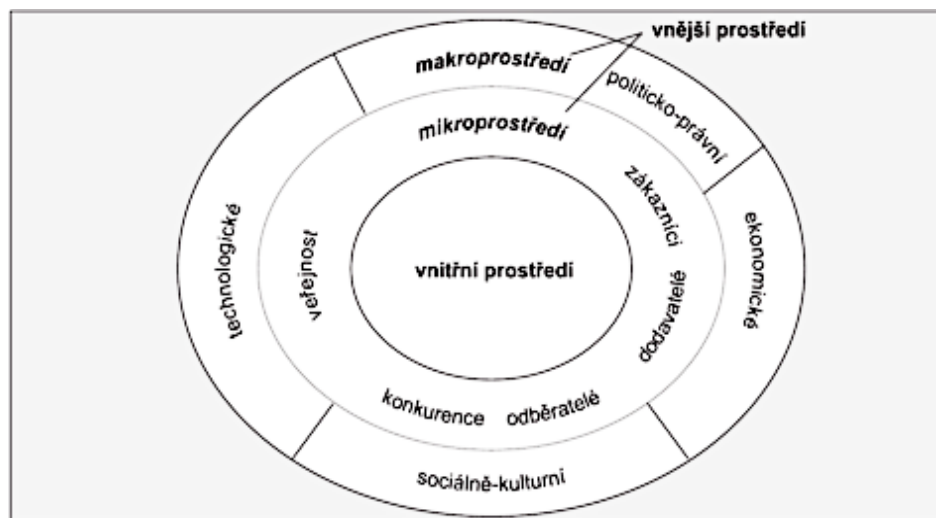 vnější prostředí
makroprostředí
politicko-právní
mikroprostředí
zákazníci
ekonomické
technologické
veřejnost
vnitřní prostředí
dodavatelé
konkurence
odběratelé
sociálně-kulturní